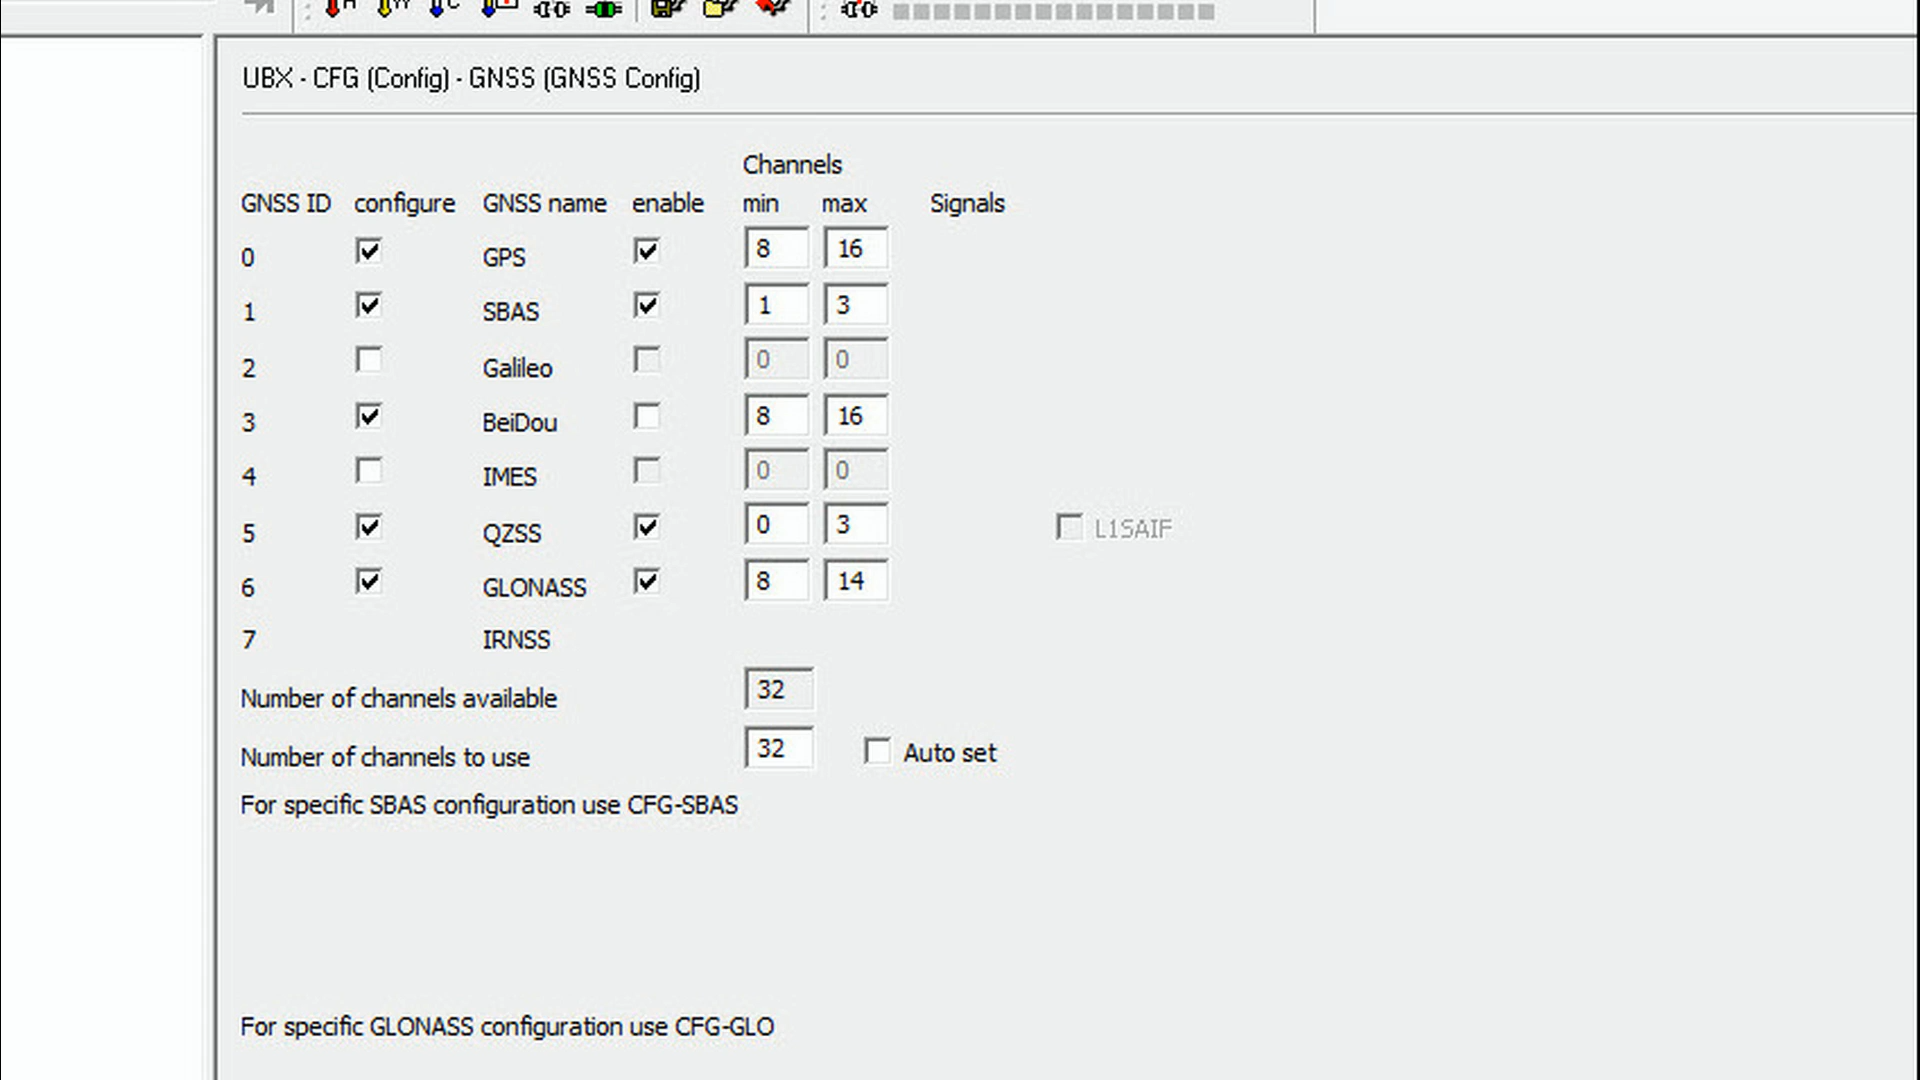 UBX - CFG (Config) - GNSS (GNSS Config)
Channels
GNSS ID configure GNSS name enable min max Signals
0 GPS 8 16
1 SBAS 1 3
2 Galileo 0 0
3 BeiDou 8 16
4 IMES 0 0
5 QZSS 0 3 L1SAIF
6 GLONASS 8 14
7 IRNSS
Number of channels available 32
Number of channels to use 32 Auto set
For specific SBAS configuration use CFG-SBAS
For specific GLONASS configuration use CFG-GLO